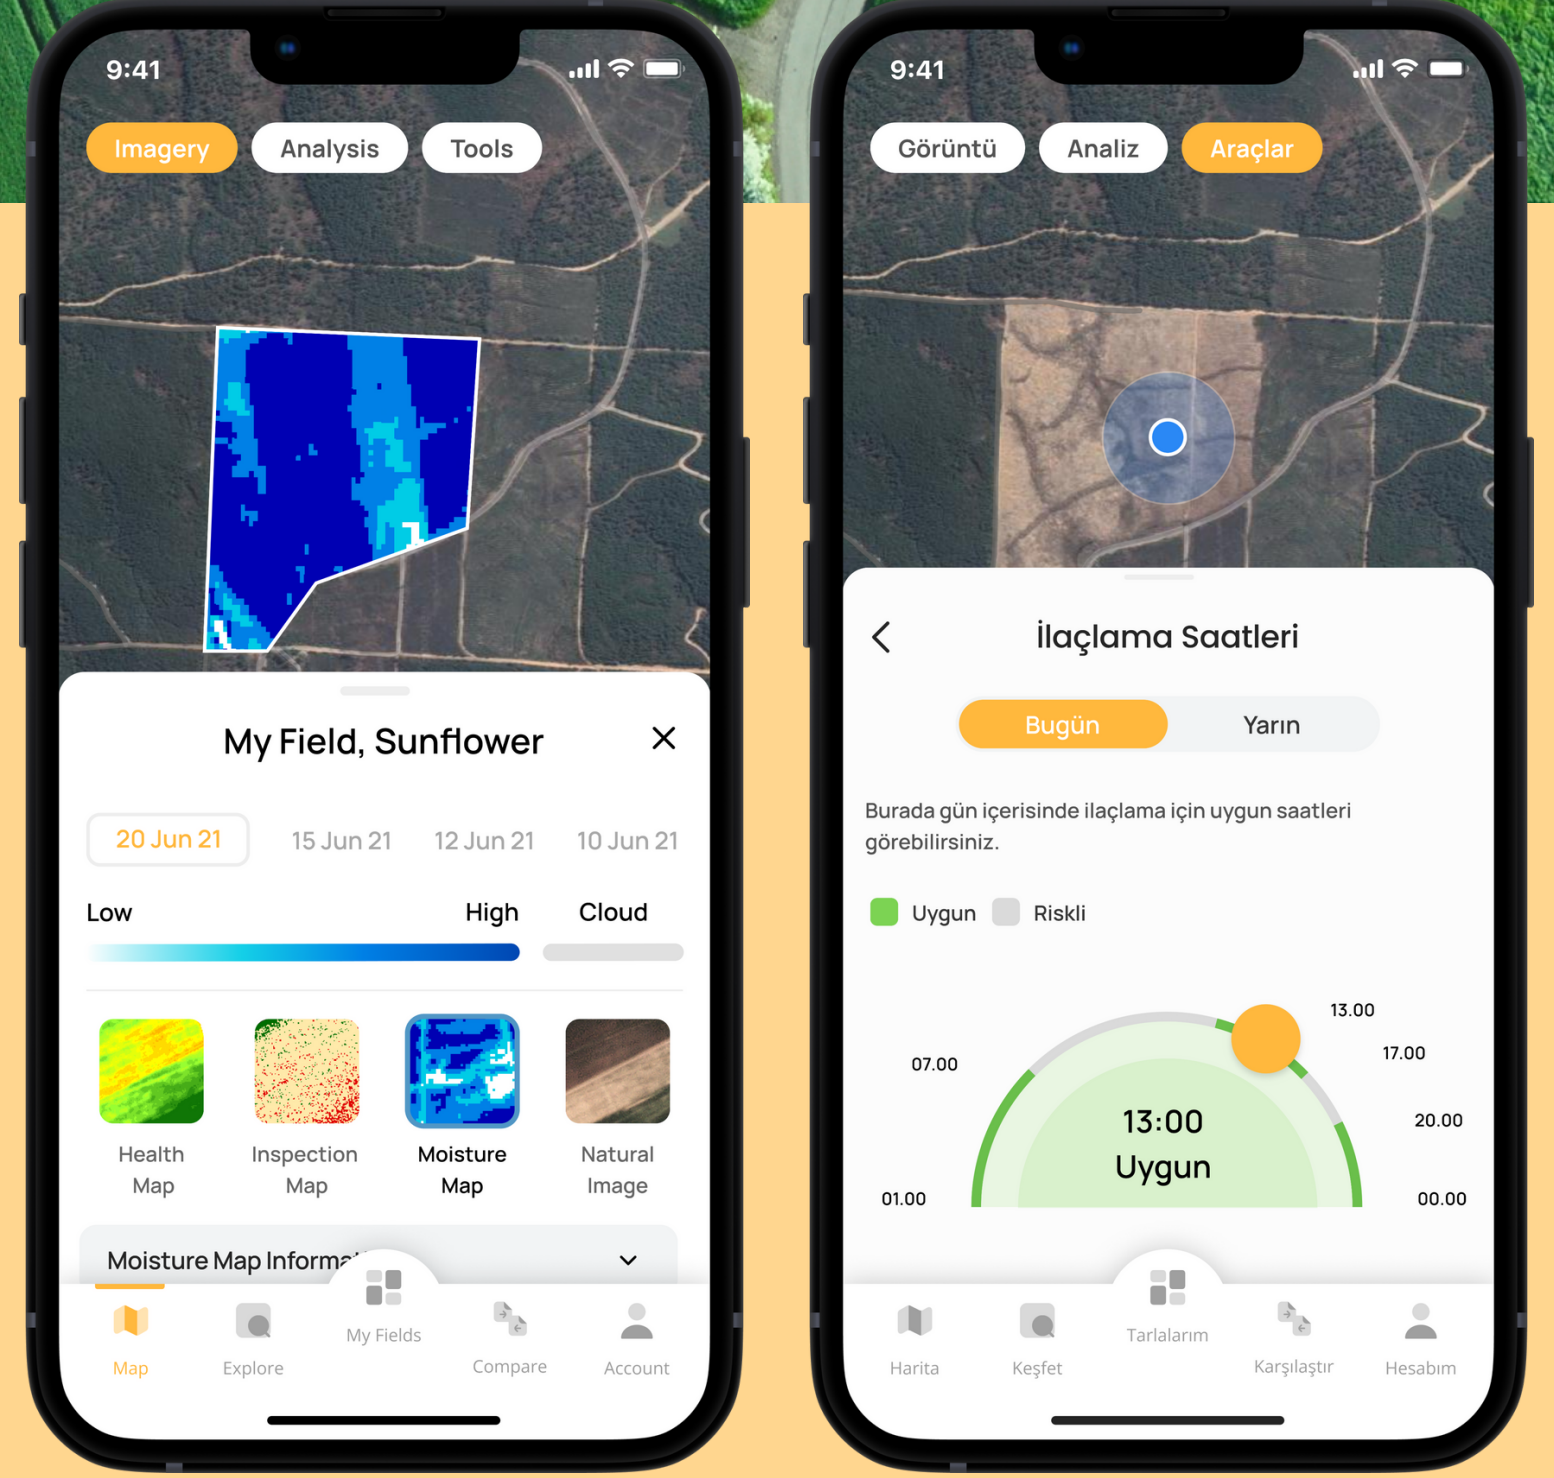 9:41
Imagery
Analysis
Tools
My Field, Sunflower
20 Jun 21
15 Jun 21
12 Jun 21
10 Jun 21
Low
High
Cloud
Health
Map
Inspection
Map
Moisture
Map
Natural
Image
Moisture Map Informa
Map
Explore
My Fields
Compare
Account
9:41
Görüntü
Analiz
Araçlar
İlaçlama Saatleri
Bugün
Yarın
Burada gün içerisinde ilaçlama için uygun saatleri
görebilirsiniz.
Uygun
Riskli
01.00
07.00
13.00
17.00
20.00
00.00
13:00
Uygun
Harita
Keşfet
Tarlalarım
Karşılaştır
Hesabım